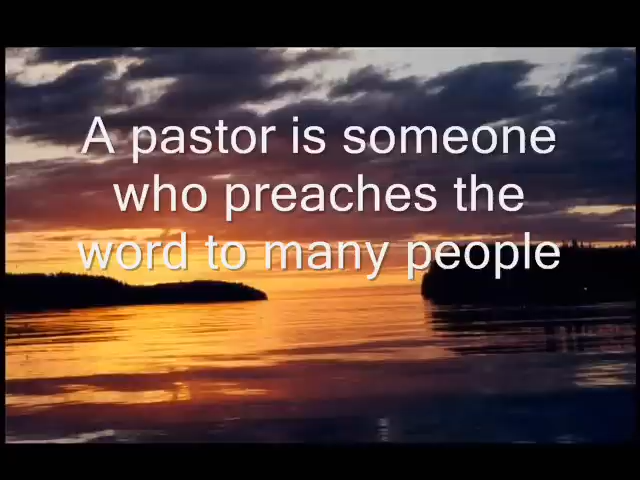 A pastor is someone
who preaches the
word to many people